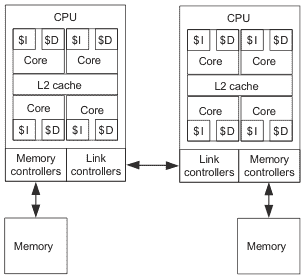 CPU
$I $D $I $D
Core Core
L2 cache
Core Core
$I $D $I $D
Memory
controllers
Link
controllers
Memory
CPU
$I $D $I $D
Core Core
L2 cache
Core Core
$I $D $I $D
Link
controllers
Memory
controllers
Memory